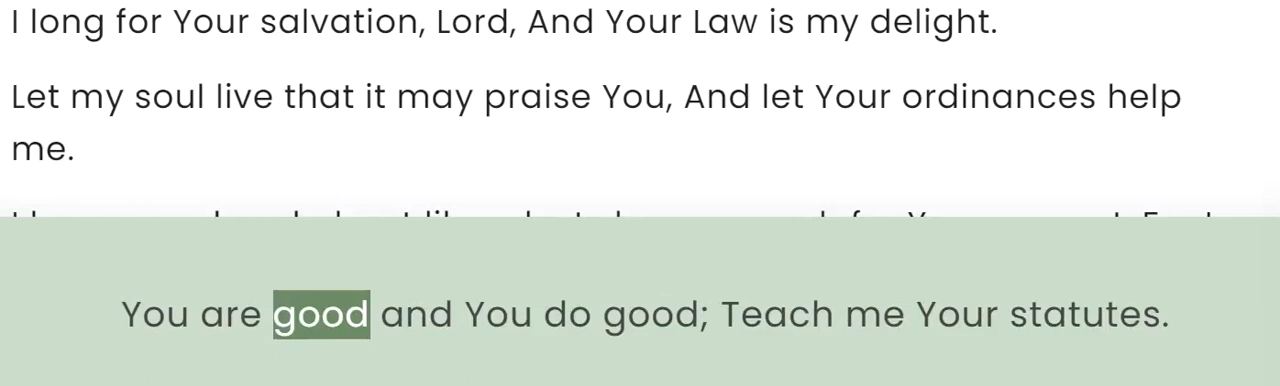 I long for Your salvation, Lord, And Your Law is my delight.
Let my soul live that it may praise You, And let Your ordinances help
me.
You are good and You do good; Teach me Your statutes.